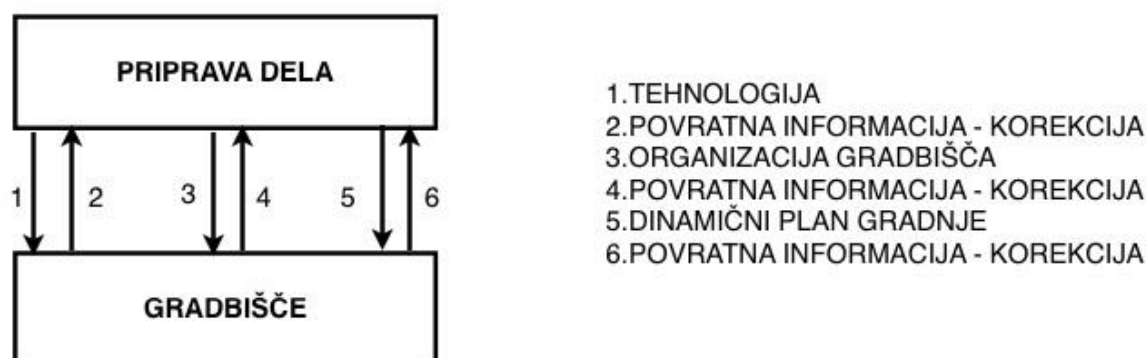 PRIPRAVA DELA
1 2 3 4 5 6
GRADBIŠČE
1.TEHNOLOGIJA
2.POVRATNA INFORMACIJA - KOREKCIJA
3.ORGANIZACIJA GRADBIŠČA
4.POVRATNA INFORMACIJA - KOREKCIJA
5.DINAMIČNI PLAN GRADNJE
6.POVRATNA INFORMACIJA - KOREKCIJA